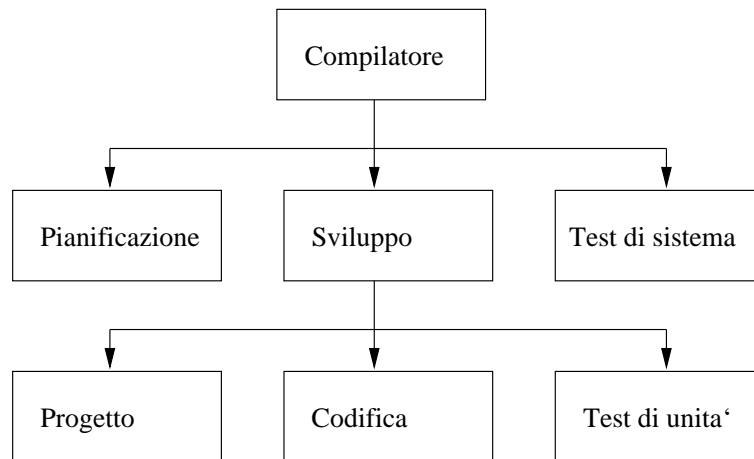 Compilatore
Pianificazione
Sviluppo
Test di sistema
Progetto
Codifica
Test di unita‘